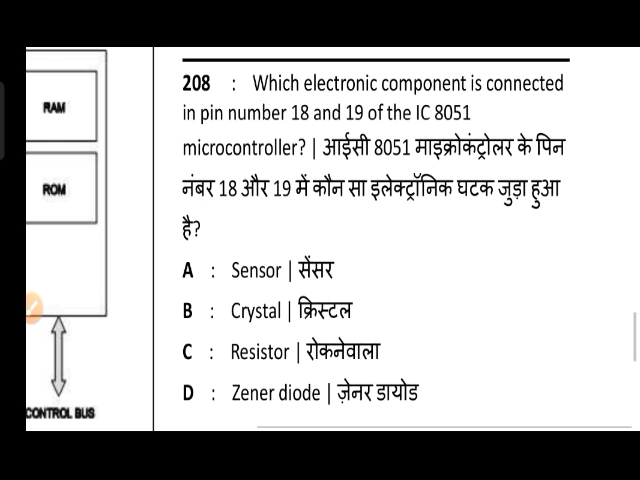 RAM
ROM
CONTROL BUS
208 : Which electronic component is connected
in pin number 18 and 19 of the IC 8051
microcontroller? | आईसी 8051 माइक्रोकंट्रोलर के पिन
नंबर 18 और 19 में कौन सा इलेक्ट्रॉनिक घटक जुड़ा हुआ
है?
A : Sensor | सेंसर
B : Crystal | क्रिस्टल
C : Resistor | रोकनेवाला
D : Zener diode | ज़ेनर डायोड